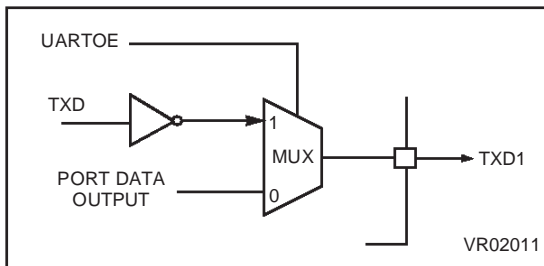 UARTOE
TXD
1
MUX
TXD1
PORT DATA
OUTPUT
0
VR02011